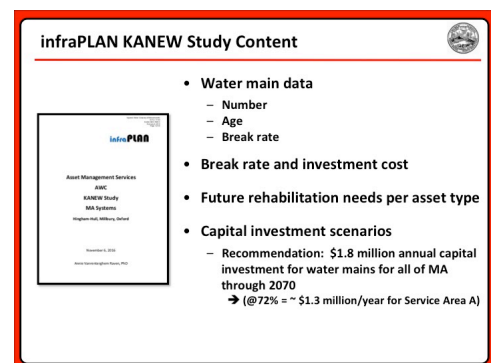 infraPLAN KANEW Study Content
• Water main data
– Number
– Age
– Break rate
• Break rate and investment cost
• Future rehabilitation needs per asset type
• Capital investment scenarios
– Recommendation: $1.8 million annual capital
investment for water mains for all of MA
through 2070
➔ (@72% = ~ $1.3 million/year for Service Area A)
infraPLAN
Asset Management Services
AWC
KANEW Study
MA Systems
Hingham-Hull, Millbury, Oxford